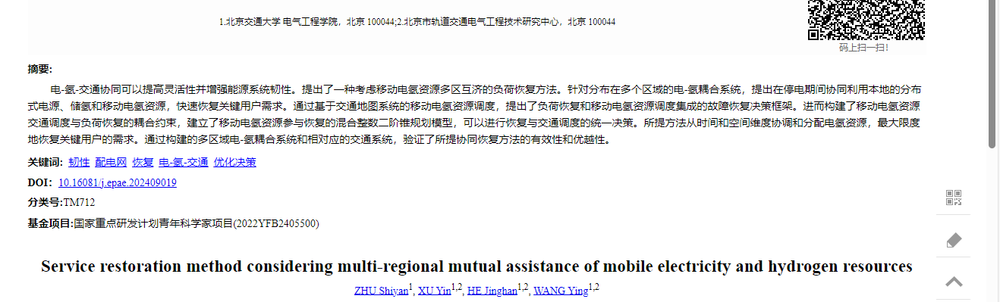 1.北京交通大学 电气工程学院，北京 100044;2.北京市轨道交通电气工程技术研究中心，北京 100044
码上扫一扫！
摘要:
电-氢-交通协同可以提高灵活性并增强能源系统韧性。提出了一种考虑移动电氢资源多区互济的负荷恢复方法。针对分布在多个区域的电-氢耦合系统，提出在停电期间协同利用本地的分布
式电源、储氢和移动电氢资源，快速恢复关键用户需求。通过基于交通地图系统的移动电氢资源调度，提出了负荷恢复和移动电氢资源调度集成的故障恢复决策框架。进而构建了移动电氢资源
交通调度与负荷恢复的耦合约束，建立了移动电氢资源参与恢复的混合整数二阶锥规划模型，可以进行恢复与交通调度的统一决策。所提方法从时间和空间维度协调和分配电氢资源，最大限度
地恢复关键用户的需求。通过构建的多区域电-氢耦合系统和相对应的交通系统，验证了所提协同恢复方法的有效性和优越性。
关键词: 韧性 配电网 恢复 电-氢-交通 优化决策
DOI: 10.16081/j.epae.202409019
分类号:TM712
基金项目:国家重点研发计划青年科学家项目(2022YFB2405500)
Service restoration method considering multi-regional mutual assistance of mobile electricity and hydrogen resources
ZHU Shiyan1, XU Yin1,2, HE Jinghan1,2, WANG Ying1,2